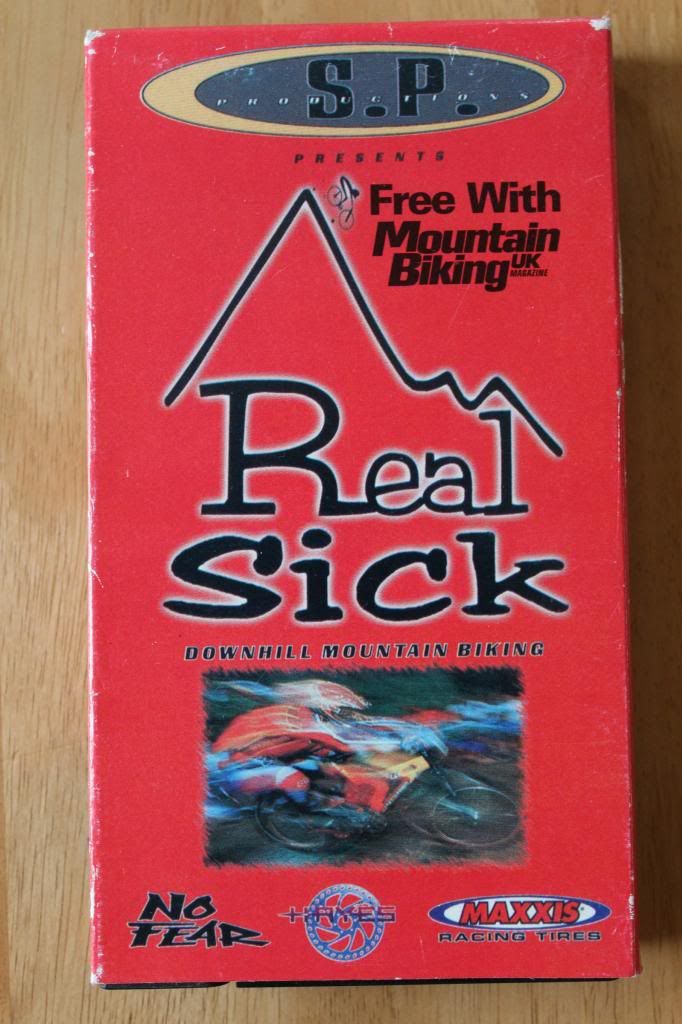 S.P.
PRODUCTIONS
PRESENTS
Free With
Mountain
Biking UK
MAGAZINE
Real
Sick
DOWNHILL MOUNTAIN BIKING
NO
FEAR
HAYES
MAXXIS
RACING TIRES